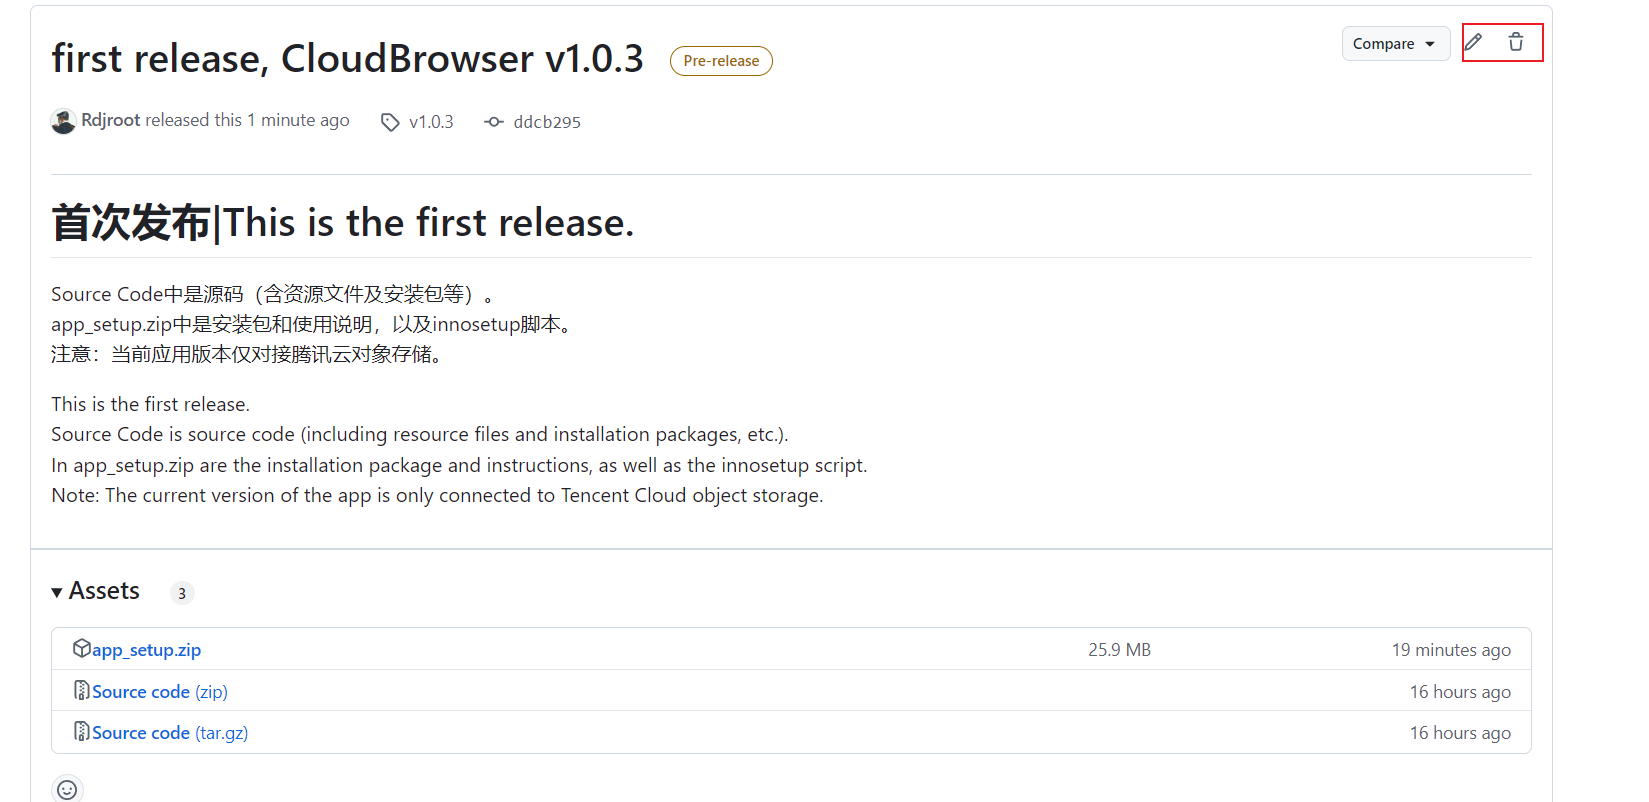 first release, CloudBrowser v1.0.3 Pre-release Compare
Rdjroot released this 1 minute ago v1.0.3 ddcb295
首次发布|This is the first release.
Source Code中是源码（含资源文件及安装包等）。
app_setup.zip中是安装包和使用说明，以及innosetup脚本。
注意：当前应用版本仅对接腾讯云对象存储。
This is the first release.
Source Code is source code (including resource files and installation packages, etc.).
In app_setup.zip are the installation package and instructions, as well as the innosetup script.
Note: The current version of the app is only connected to Tencent Cloud object storage.
Assets 3
app_setup.zip 25.9 MB 19 minutes ago
Source code (zip) 16 hours ago
Source code (tar.gz) 16 hours ago